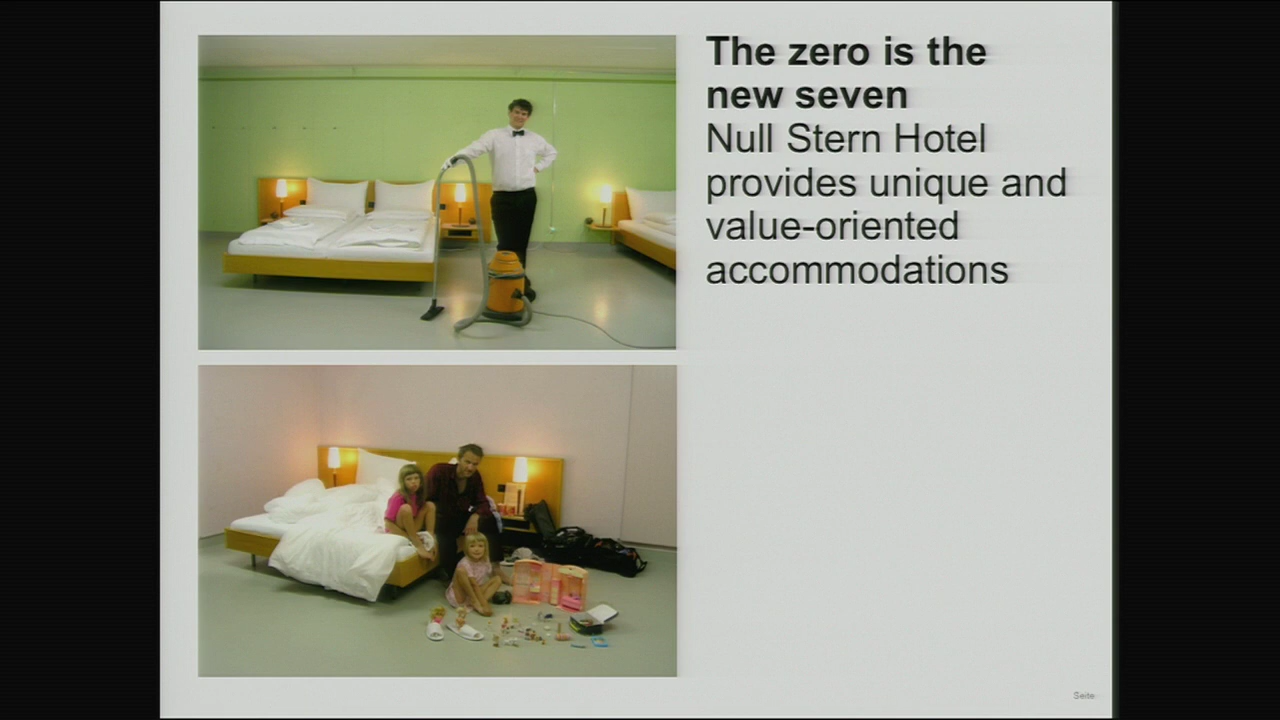 The zero is the
new seven
Null Stern Hotel
provides unique and
value-oriented
accommodations
Seite